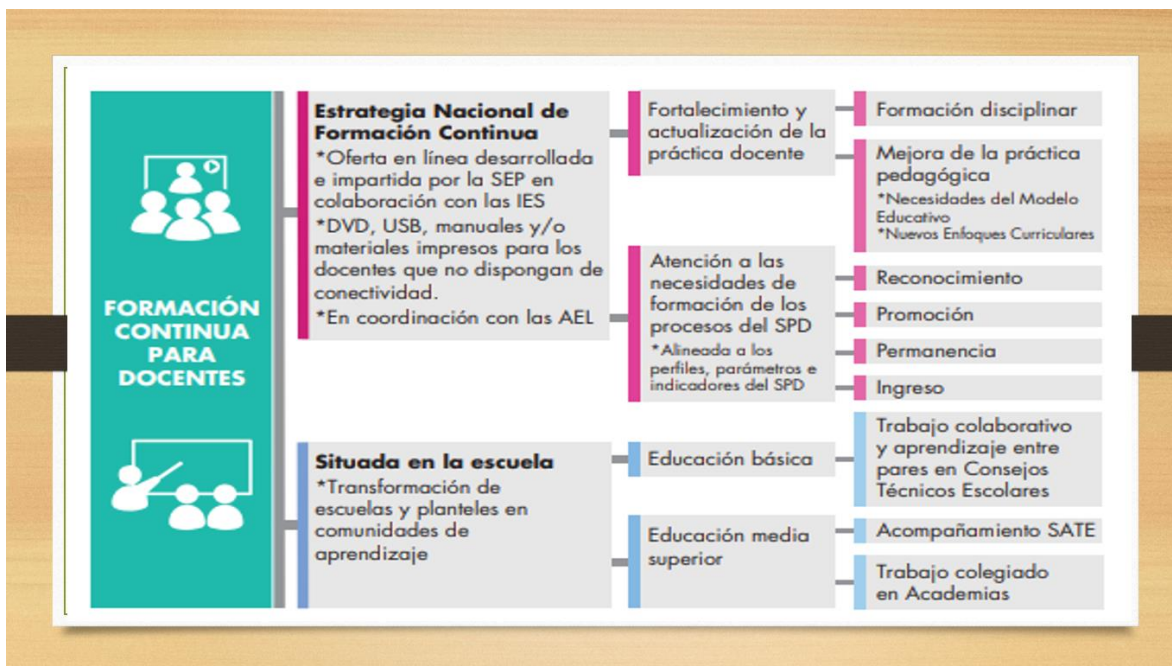 FORMACIÓN
CONTINUA
PARA
DOCENTES
Estrategia Nacional de
Formación Continua
*Oferta en línea desarrollada
e impartida por la SEP en
colaboración con las IES
*DVD, USB, manuales y/o
materiales impresos para los
docentes que no dispongan de
conectividad.
*En coordinación con las AEL
Fortalecimiento y
actualización de la
práctica docente
Formación disciplinar
Mejora de la práctica
pedagógica
*Necesidades del Modelo
Educativo
*Nuevos Enfoques Curriculares
Atención a las
necesidades de
formación de los
procesos del SPD
*Alineada a los
perfiles, parámetros e
indicadores del SPD
Reconocimiento
Promoción
Permanencia
Ingreso
Situada en la escuela
*Transformación de
escuelas y planteles en
comunidades de
aprendizaje
Educación básica
Trabajo colaborativo
y aprendizaje entre
pares en Consejos
Técnicos Escolares
Educación media
superior
Acompañamiento SATE
Trabajo colegiado
en Academias